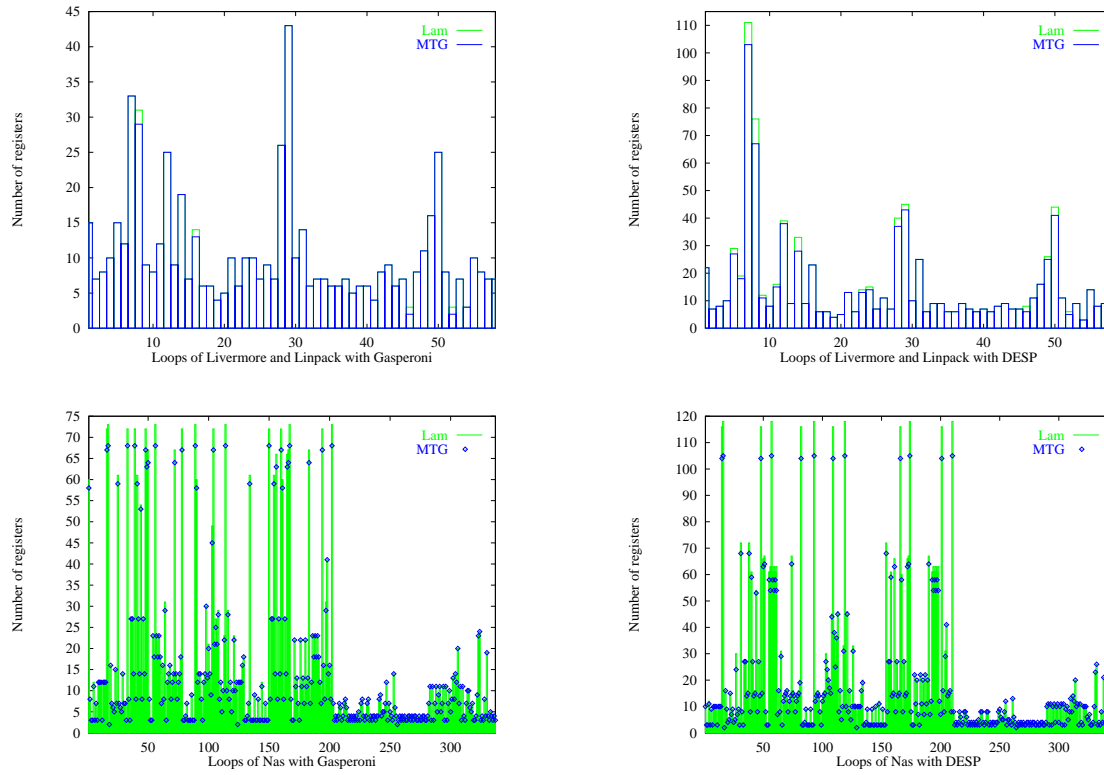 45
40
35
30
25
20
15
10
5
0
Number of registers
Lam
MTG
10 20 30 40 50
Loops of Livermore and Linpack with Gasperoni
110
100
90
80
70
60
50
40
30
20
10
0
Number of registers
Lam
MTG
10 20 30 40 50
Loops of Livermore and Linpack with DESP
75
70
65
60
55
50
45
40
35
30
25
20
15
10
5
0
Number of registers
Lam
MTG
50 100 150 200 250 300
Loops of Nas with Gasperoni
120
110
100
90
80
70
60
50
40
30
20
10
0
Number of registers
Lam
MTG
50 100 150 200 250 300
Loops of Nas with DESP